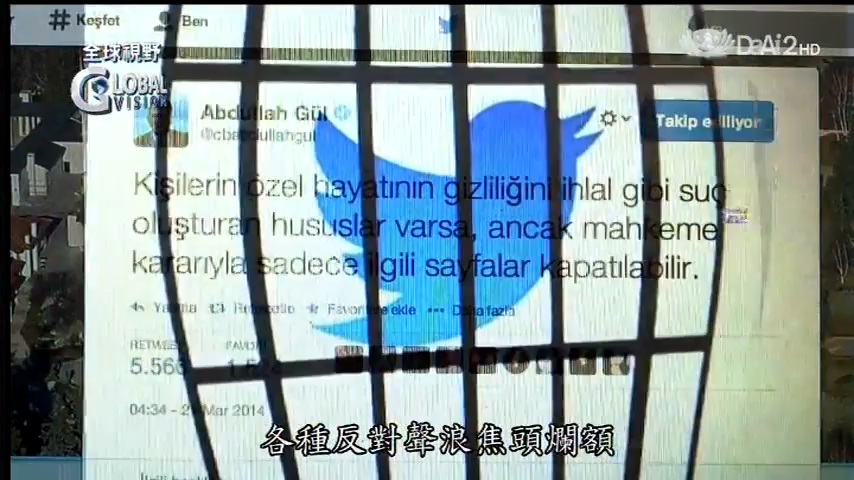 # Keşfet Ben
全球視野
GLOBAL
VISION
DaAi2HD
Abdullah Gül
@cbabdullahgul
Takip ediliyor
Kişilerin özel hayatının gizliliğini ihlal gibi suç
oluşturan hususlar varsa, ancak mahkeme
kararıyla sadece ilgili sayfalar kapatılabilir.
Yanıtla Retweetle Favorilere ekle ••• Daha fazla
RETWEET
5.566
04:34 - Mar 2014
各種反對聲浪焦頭爛額